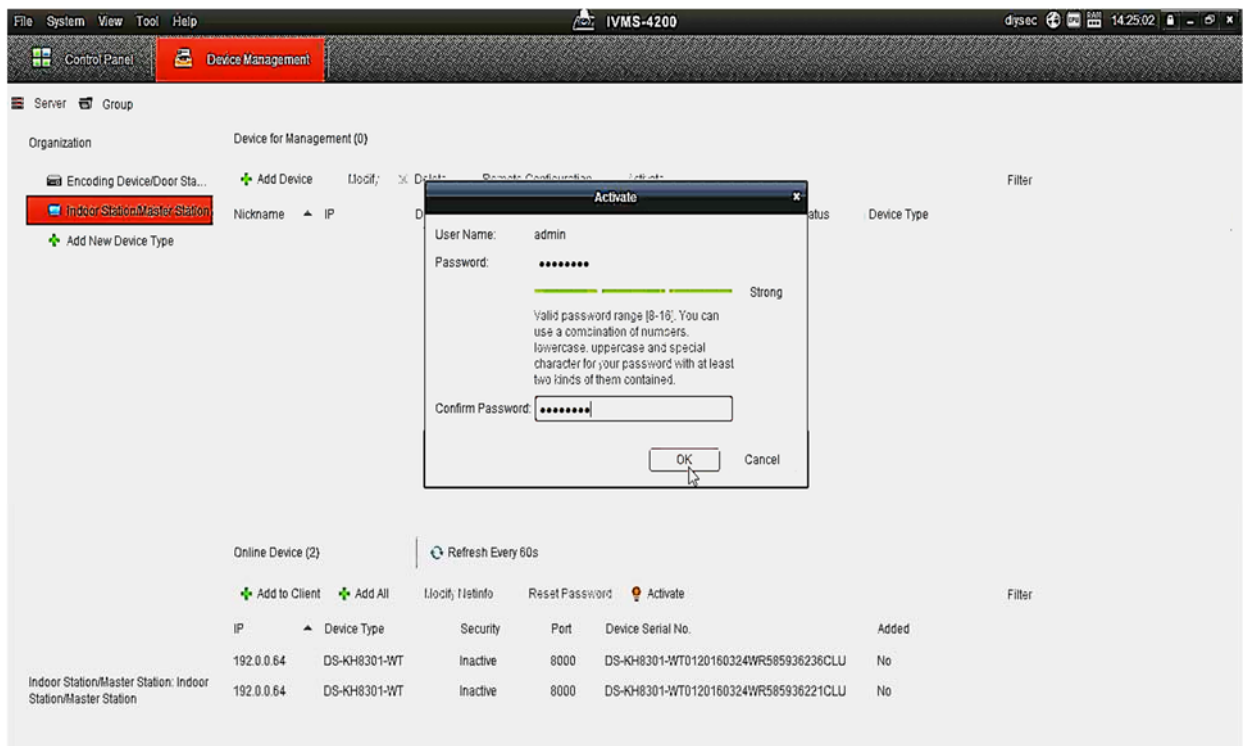 File System View Tool Help
IVMS-4200
diysec 14:25:02
Control Panel
Device Management
Server Group
Organization
Encoding Device/Door Sta...
Indoor Station/Master Station
Add New Device Type
Device for Management (0)
Add Device Modify Delete Remote Configuration Activate
Filter
Nickname IP
D
atus Device Type
Activate x
User Name: admin
Password: ••••••••
Strong
Valid password range [8-16]. You can
use a combination of numbers,
lowercase, uppercase and special
character for your password with at least
two kinds of them contained.
Confirm Password: ••••••••
OK Cancel
Online Device (2) Refresh Every 60s
Add to Client Add All Modify Netinfo Reset Password Activate
Filter
IP Device Type Security Port Device Serial No. Added
192.0.0.64 DS-KH8301-WT Inactive 8000 DS-KH8301-WT0120160324WR585936236CLU No
192.0.0.64 DS-KH8301-WT Inactive 8000 DS-KH8301-WT0120160324WR585936221CLU No
Indoor Station/Master Station: Indoor
Station/Master Station